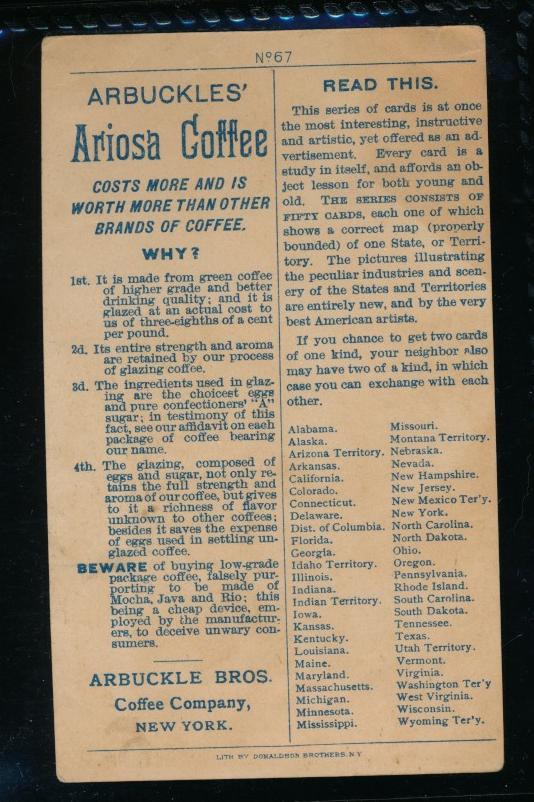 Nº 67
ARBUCKLES'
Ariosa Coffee
COSTS MORE AND IS
WORTH MORE THAN OTHER
BRANDS OF COFFEE.
WHY?
1st. It is made from green coffee
of higher grade and better
drinking quality; and it is
glazed at an actual cost to
us of three-eighths of a cent
per pound.
2d. Its entire strength and aroma
are retained by our process
of glazing coffee.
3d. The ingredients used in glaz-
ing are the choicest eggs
and pure confectioners' "A"
sugar; in testimony of this
fact, see our affidavit on each
package of coffee bearing
our name.
4th. The glazing, composed of
eggs and sugar, not only re-
tains the full strength and
aroma of our coffee, but gives
to it a richness of flavor
unknown to other coffees;
besides it saves the expense
of eggs used in settling un-
glazed coffee.
BEWARE of buying low-grade
package coffee, falsely pur-
porting to be made of
Mocha, Java and Rio; this
being a cheap device, em-
ployed by the manufactur-
ers, to deceive unwary con-
sumers.
ARBUCKLE BROS.
Coffee Company,
NEW YORK.
READ THIS.
This series of cards is at once
the most interesting, instructive
and artistic, yet offered as an ad-
vertisement. Every card is a
study in itself, and affords an ob-
ject lesson for both young and
old. THE SERIES CONSISTS OF
FIFTY CARDS, each one of which
shows a correct map (properly
bounded) of one State, or Terri-
tory. The pictures illustrating
the peculiar industries and scen-
ery of the States and Territories
are entirely new, and by the very
best American artists.
If you chance to get two cards
of one kind, your neighbor also
may have two of a kind, in which
case you can exchange with each
other.
Alabama.
Alaska.
Arizona Territory.
Arkansas.
California.
Colorado.
Connecticut.
Delaware.
Dist. of Columbia.
Florida.
Georgia.
Idaho Territory.
Illinois.
Indiana.
Indian Territory.
Iowa.
Kansas.
Kentucky.
Louisiana.
Maine.
Maryland.
Massachusetts.
Michigan.
Minnesota.
Mississippi.
Missouri.
Montana Territory.
Nebraska.
Nevada.
New Hampshire.
New Jersey.
New Mexico Ter'y.
New York.
North Carolina.
North Dakota.
Ohio.
Oregon.
Pennsylvania.
Rhode Island.
South Carolina.
South Dakota.
Tennessee.
Texas.
Utah Territory.
Vermont.
Virginia.
Washington Ter'y
West Virginia.
Wisconsin.
Wyoming Ter'y.
LITH BY DONALDSON BROTHERS. N.Y